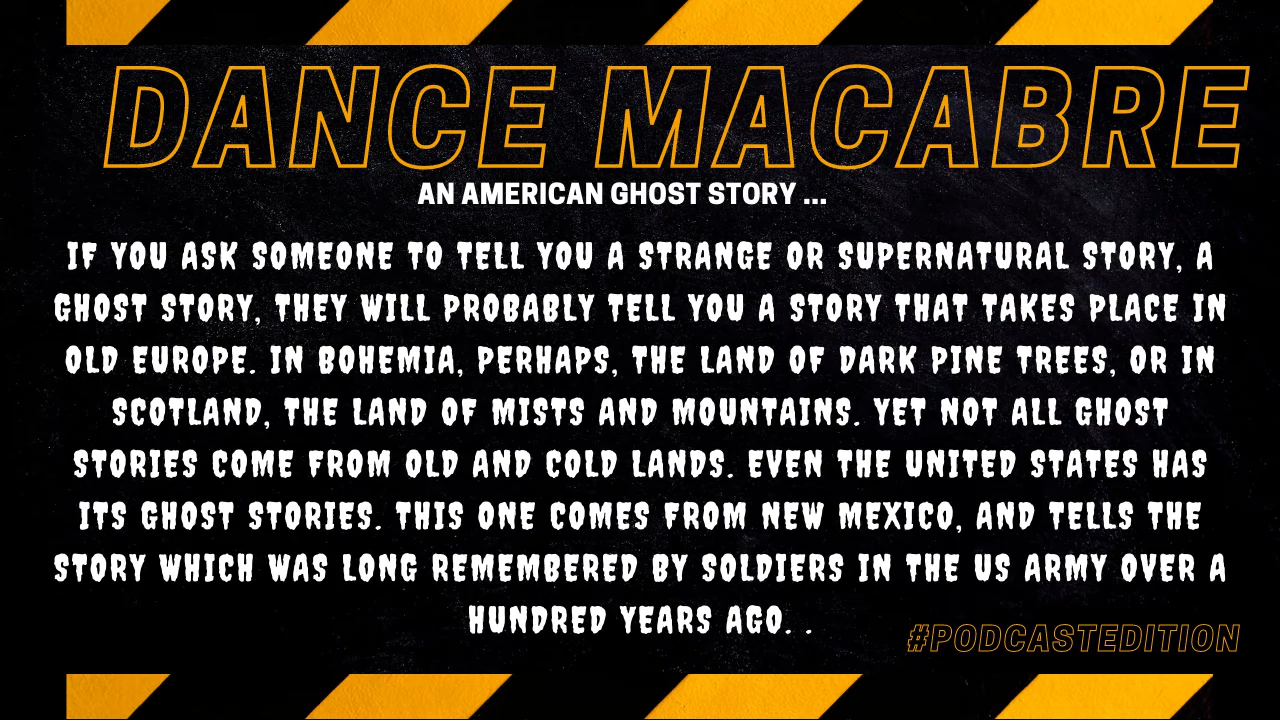 DANCE MACABRE
AN AMERICAN GHOST STORY ...
IF YOU ASK SOMEONE TO TELL YOU A STRANGE OR SUPERNATURAL STORY, A
GHOST STORY, THEY WILL PROBABLY TELL YOU A STORY THAT TAKES PLACE IN
OLD EUROPE. IN BOHEMIA, PERHAPS, THE LAND OF DARK PINE TREES, OR IN
SCOTLAND, THE LAND OF MISTS AND MOUNTAINS. YET NOT ALL GHOST
STORIES COME FROM OLD AND COLD LANDS. EVEN THE UNITED STATES HAS
ITS GHOST STORIES. THIS ONE COMES FROM NEW MEXICO, AND TELLS THE
STORY WHICH WAS LONG REMEMBERED BY SOLDIERS IN THE US ARMY OVER A
HUNDRED YEARS AGO. .
#PODCASTEDITION